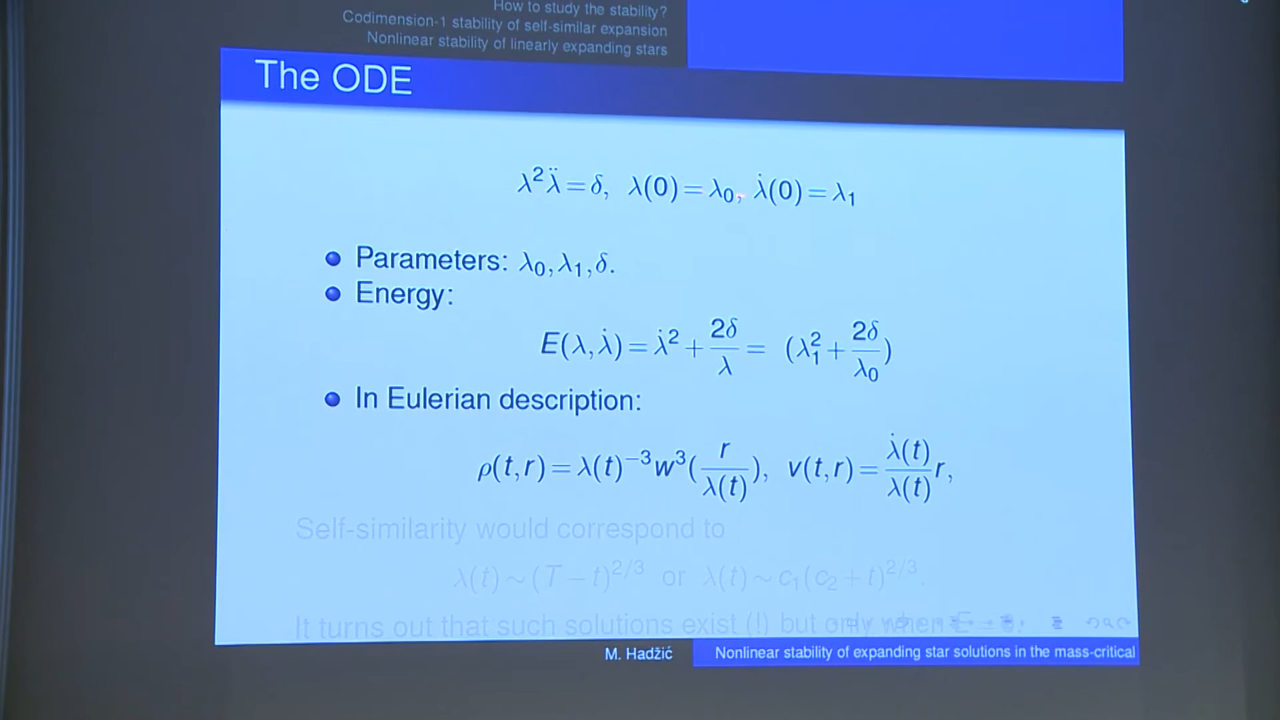 How to study the stability?
Codimension-1 stability of self-similar expansion
Nonlinear stability of linearly expanding stars
The ODE
λ²λ̈ = δ, λ(0) = λ₀, λ̇(0) = λ₁
Parameters: λ₀, λ₁, δ.
Energy:
E(λ, λ̇) = λ̇² + 2δ/λ = (λ₁² + 2δ/λ₀)
In Eulerian description:
ρ(t, r) = λ(t)⁻³w³(r/λ(t)), v(t, r) = λ̇(t)/λ(t) r,
Self-similarity would correspond to
λ(t) ~ (T − t)^2/3 or λ(t) ~ c₁(c₂ + t)^2/3.
It turns out that such solutions exist (!) but only when
M. Hadžić
Nonlinear stability of expanding star solutions in the mass-critical